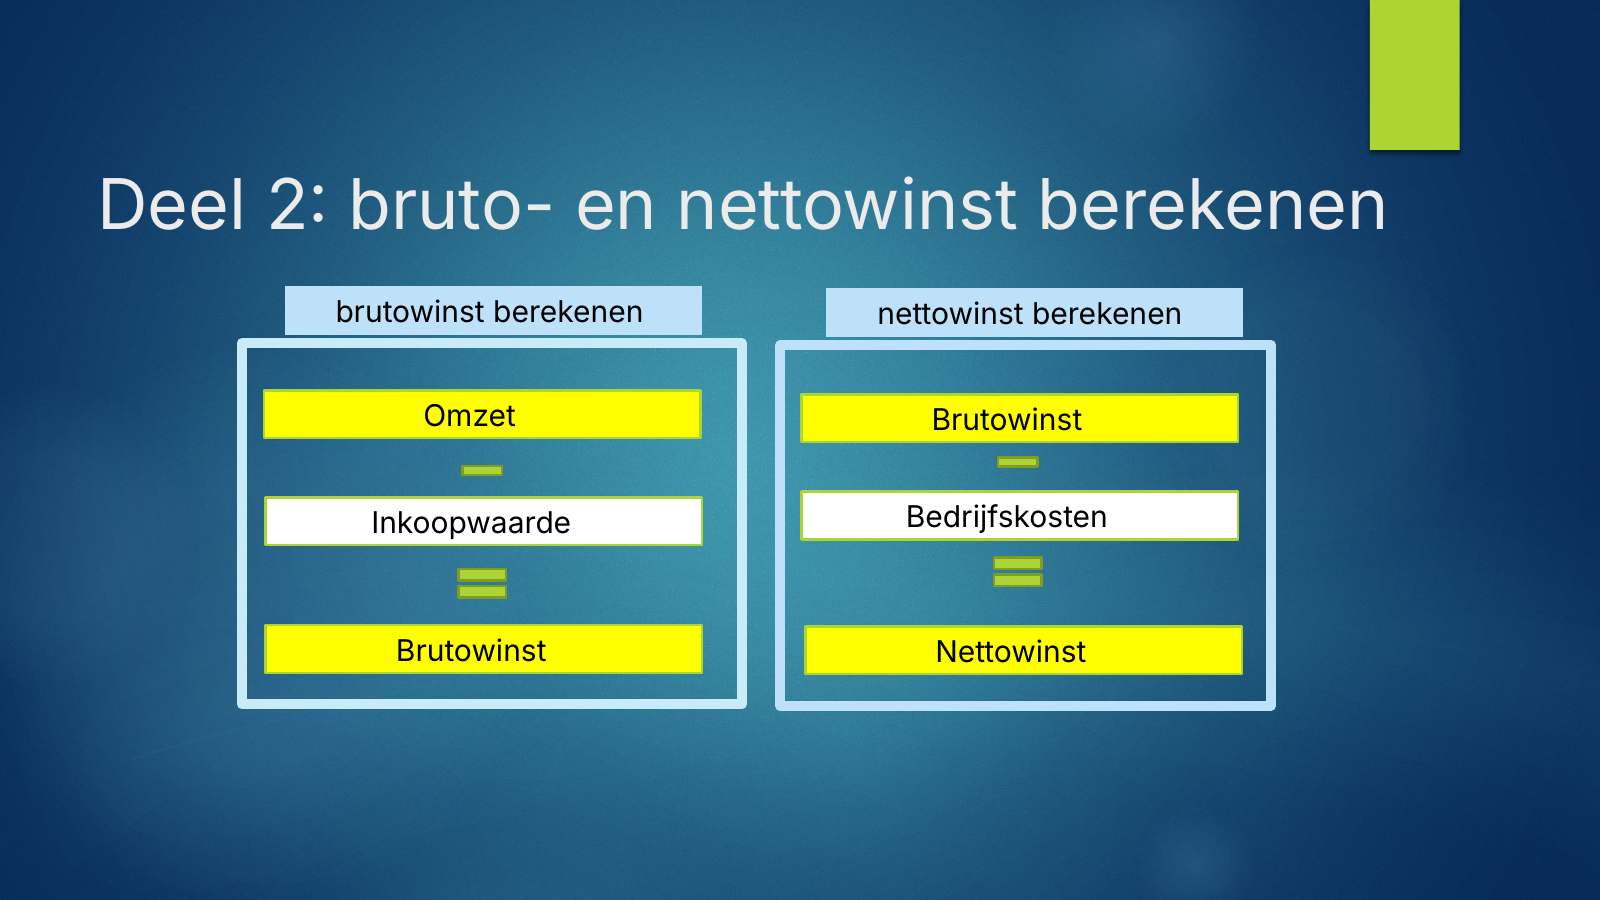 Deel 2: bruto- en nettowinst berekenen
brutowinst berekenen
Omzet
Inkoopwaarde
Brutowinst
nettowinst berekenen
Brutowinst
Bedrijfskosten
Nettowinst